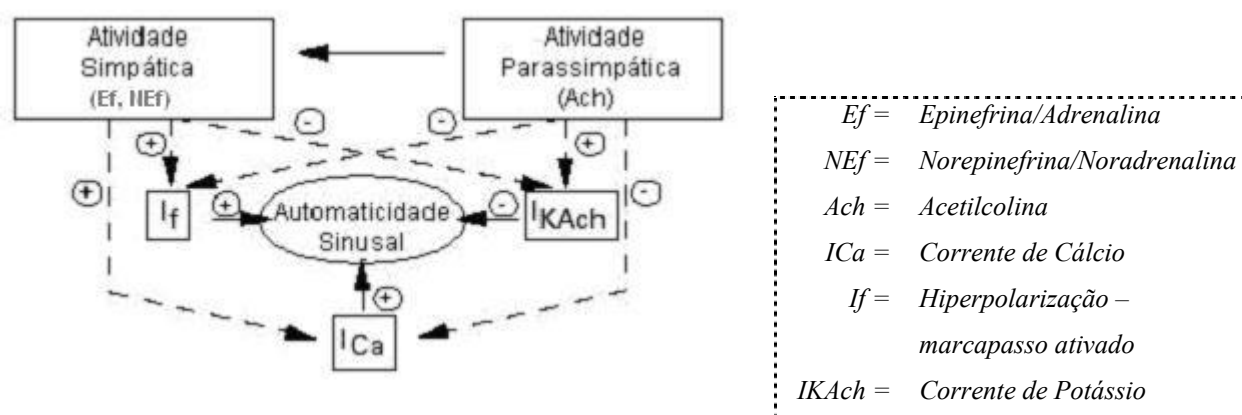 Atividade
Simpática
(Ef, NEf)
Atividade
Parassimpática
(Ach)
-
-
+
+
+
-
If
+
Automaticidade
Sinusal
-
IKAch
+
ICa
Ef = Epinefrina/Adrenalina
NEf = Norepinefrina/Noradrenalina
Ach = Acetilcolina
ICa = Corrente de Cálcio
If = Hiperpolarização –
marcapasso ativado
IKAch = Corrente de Potássio